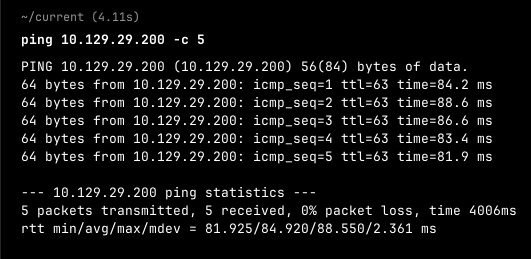 ~/current (4.11s)
ping 10.129.29.200 -c 5
PING 10.129.29.200 (10.129.29.200) 56(84) bytes of data.
64 bytes from 10.129.29.200: icmp_seq=1 ttl=63 time=84.2 ms
64 bytes from 10.129.29.200: icmp_seq=2 ttl=63 time=88.6 ms
64 bytes from 10.129.29.200: icmp_seq=3 ttl=63 time=86.6 ms
64 bytes from 10.129.29.200: icmp_seq=4 ttl=63 time=83.4 ms
64 bytes from 10.129.29.200: icmp_seq=5 ttl=63 time=81.9 ms
--- 10.129.29.200 ping statistics ---
5 packets transmitted, 5 received, 0% packet loss, time 4006ms
rtt min/avg/max/mdev = 81.925/84.920/88.550/2.361 ms